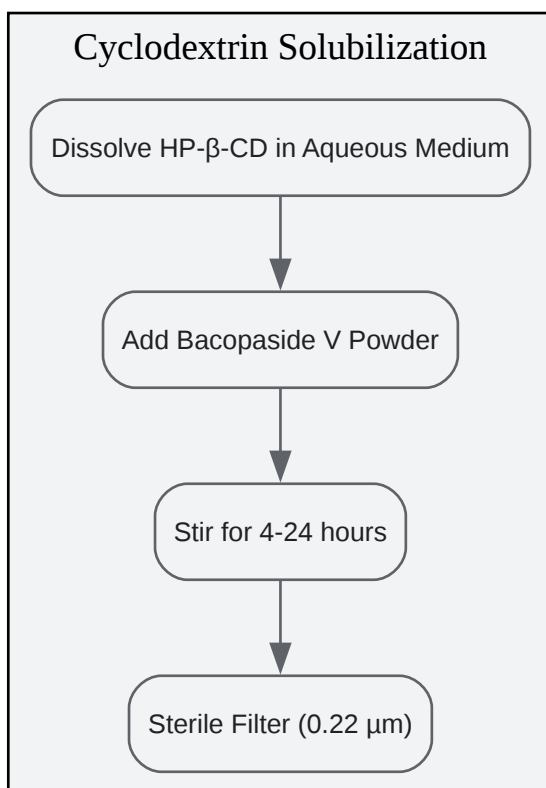 Cyclodextrin Solubilization
Dissolve HP-β-CD in Aqueous Medium
Add Bacopaside V Powder
Stir for 4-24 hours
Sterile Filter (0.22 µm)